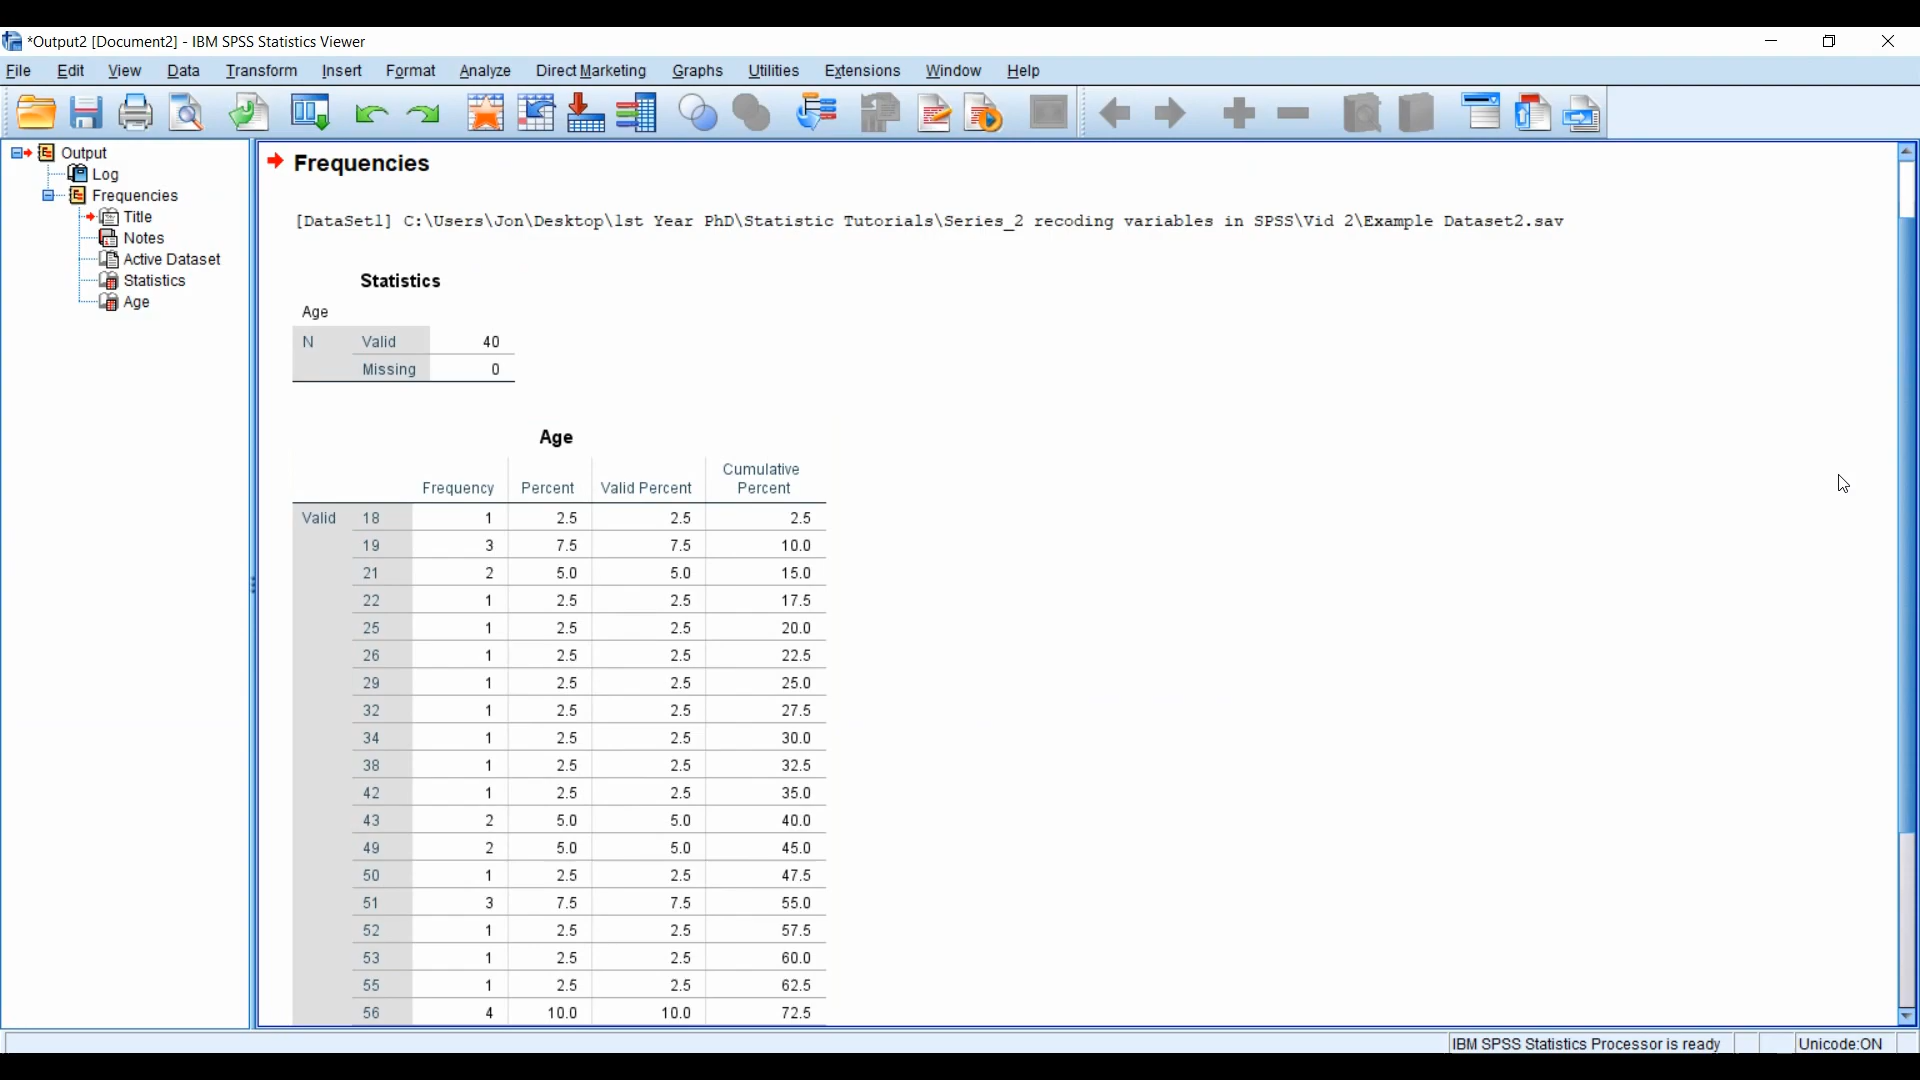 *Output2 [Document2] - IBM SPSS Statistics Viewer
File Edit View Data Transform Insert Format Analyze Direct Marketing Graphs Utilities Extensions Window Help
Output
Log
Frequencies
Title
Notes
Active Dataset
Statistics
Age
Frequencies
[DataSet1] C:\Users\Jon\Desktop\1st Year PhD\Statistic Tutorials\Series_2 recoding variables in SPSS\Vid 2\Example Dataset2.sav
Statistics
Age
N Valid 40
Missing 0
Age
Frequency Percent Valid Percent Cumulative Percent
Valid 18 1 2.5 2.5 2.5
19 3 7.5 7.5 10.0
21 2 5.0 5.0 15.0
22 1 2.5 2.5 17.5
25 1 2.5 2.5 20.0
26 1 2.5 2.5 22.5
29 1 2.5 2.5 25.0
32 1 2.5 2.5 27.5
34 1 2.5 2.5 30.0
38 1 2.5 2.5 32.5
42 1 2.5 2.5 35.0
43 2 5.0 5.0 40.0
49 2 5.0 5.0 45.0
50 1 2.5 2.5 47.5
51 3 7.5 7.5 55.0
52 1 2.5 2.5 57.5
53 1 2.5 2.5 60.0
55 1 2.5 2.5 62.5
56 4 10.0 10.0 72.5
IBM SPSS Statistics Processor is ready Unicode:ON